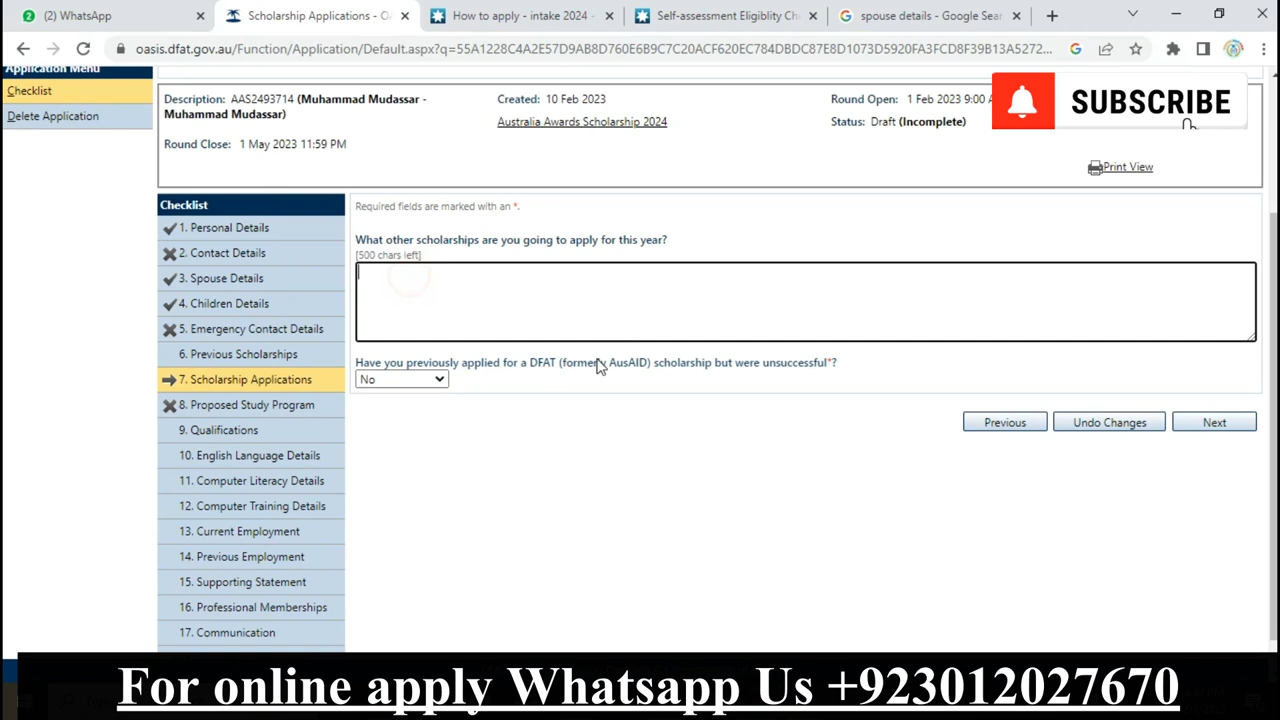 (2) WhatsApp
Scholarship Applications - OA
How to apply - intake 2024 -
Self-assessment Eligiblity Ch
spouse details - Google Sear
oasis.dfat.gov.au/Function/Application/Default.aspx?q=55A1228C4A2E57D9AB8D760E6B9C7C20ACF620EC784DBDC87E8D1073D5920FA3FCD8F39B13A5272...
Application Menu
Checklist
Delete Application
Description: AAS2493714 (Muhammad Mudassar -
Muhammad Mudassar)
Created: 10 Feb 2023
Australia Awards Scholarship 2024
Round Open: 1 Feb 2023 9:00 A
Status: Draft (Incomplete)
Round Close: 1 May 2023 11:59 PM
SUBSCRIBE
Print View
Checklist
1. Personal Details
2. Contact Details
3. Spouse Details
4. Children Details
5. Emergency Contact Details
6. Previous Scholarships
7. Scholarship Applications
8. Proposed Study Program
9. Qualifications
10. English Language Details
11. Computer Literacy Details
12. Computer Training Details
13. Current Employment
14. Previous Employment
15. Supporting Statement
16. Professional Memberships
17. Communication
Required fields are marked with an *.
What other scholarships are you going to apply for this year?
[500 chars left]
Have you previously applied for a DFAT (formerly AusAID) scholarship but were unsuccessful*?
No
Previous
Undo Changes
Next
For online apply Whatsapp Us +923012027670